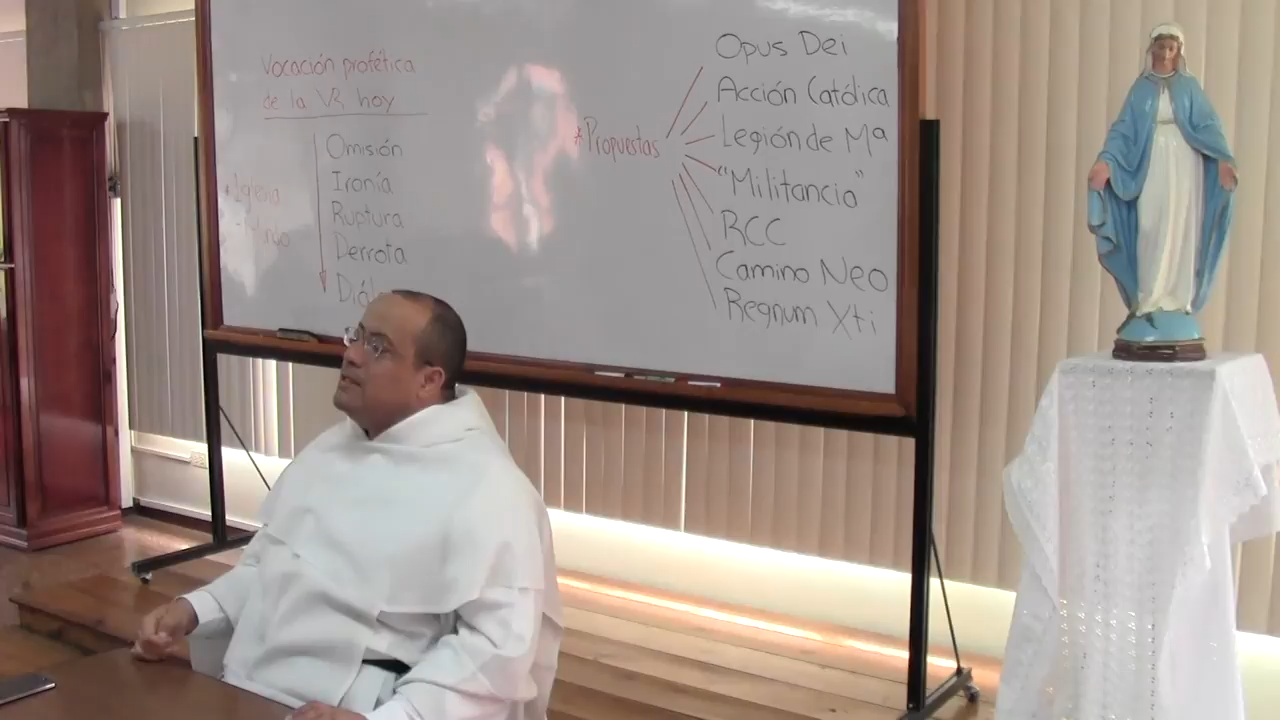 Vocación profética
de la VR hoy
Omisión
Ironía
Ruptura
Derrota
* Iglesia
* Propuestas
Opus Dei
Acción Católica
Legión de Mª
"Militancia"
RCC
Camino Neo
Regnum Xti